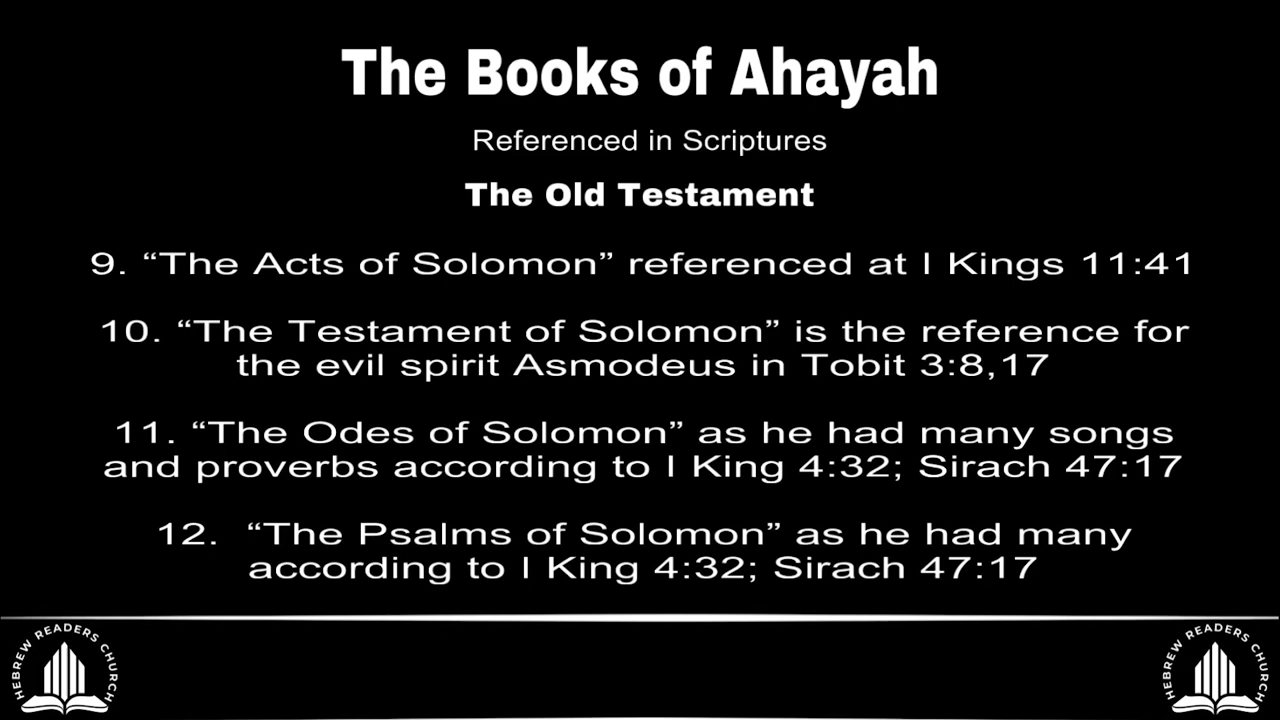 The Books of Ahayah
Referenced in Scriptures
The Old Testament
9. “The Acts of Solomon” referenced at I Kings 11:41
10. “The Testament of Solomon” is the reference for
the evil spirit Asmodeus in Tobit 3:8,17
11. “The Odes of Solomon” as he had many songs
and proverbs according to I King 4:32; Sirach 47:17
12. “The Psalms of Solomon” as he had many
according to I King 4:32; Sirach 47:17
HEBREW READERS CHURCH
HEBREW READERS CHURCH